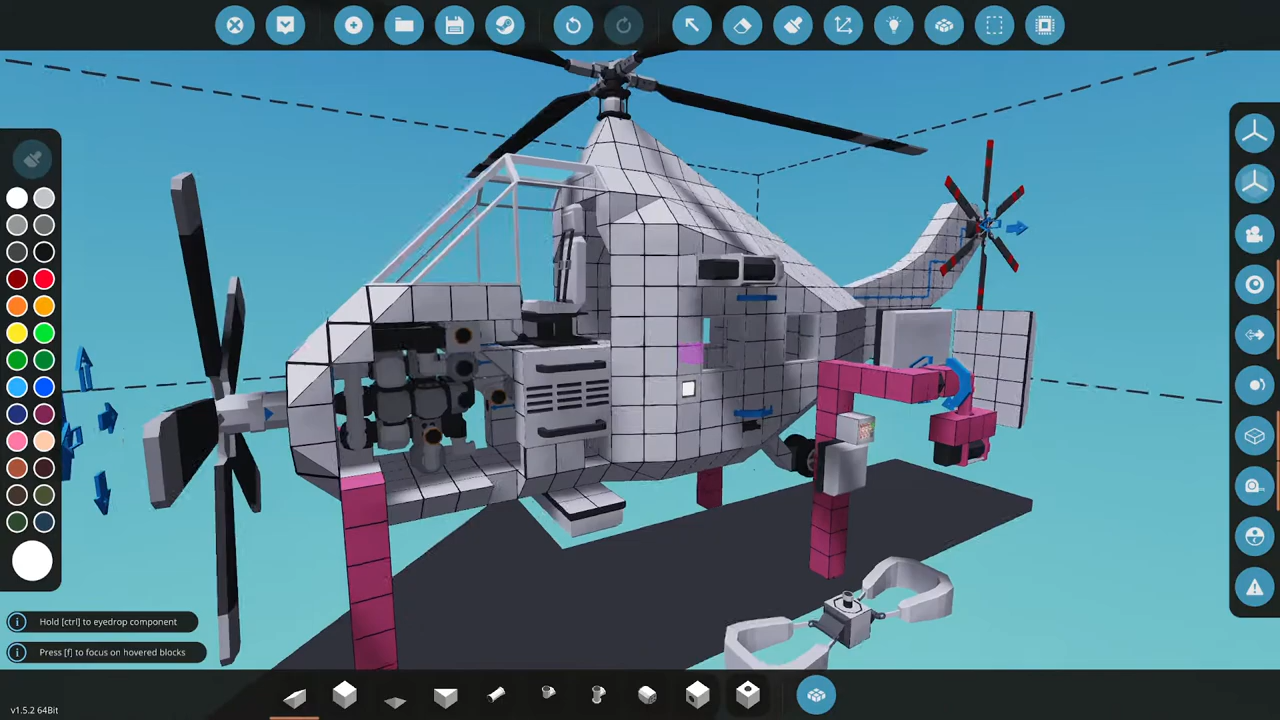 Hold [ctrl] to eyedrop component
Press [f] to focus on hovered blocks
v1.5.2 64Bit